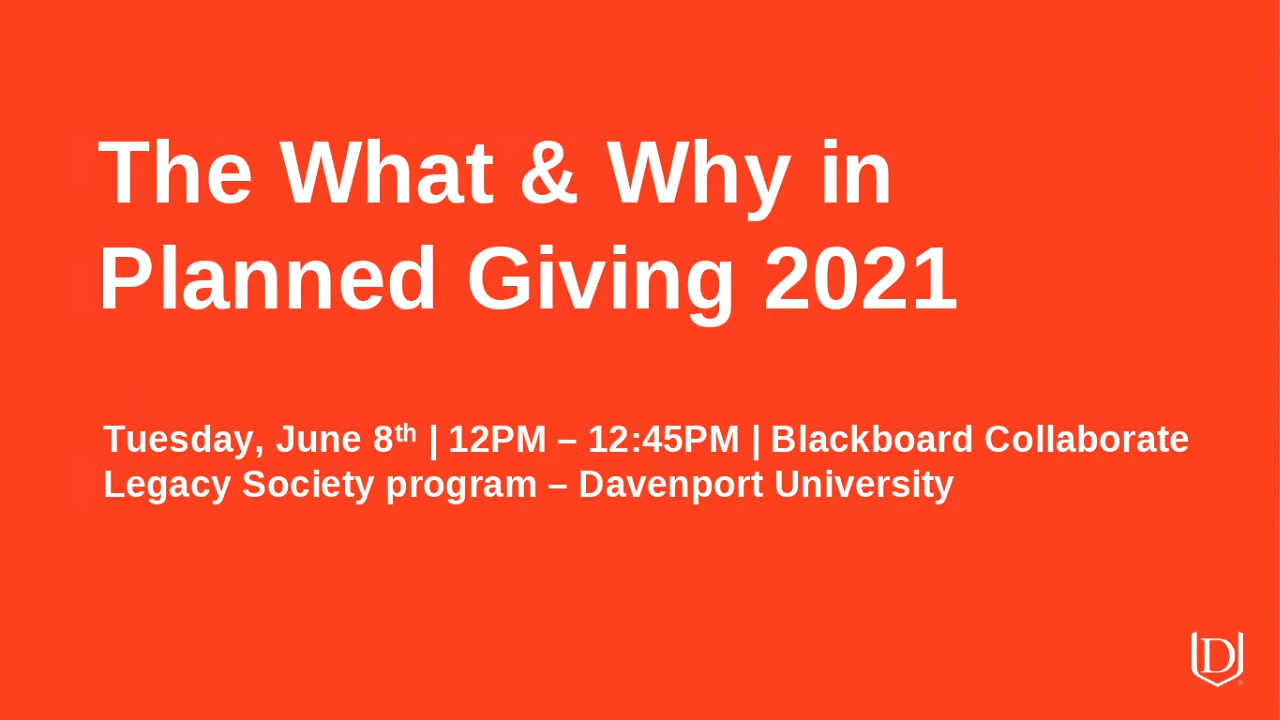 The What & Why in
Planned Giving 2021
Tuesday, June 8th | 12PM – 12:45PM | Blackboard Collaborate
Legacy Society program – Davenport University
D